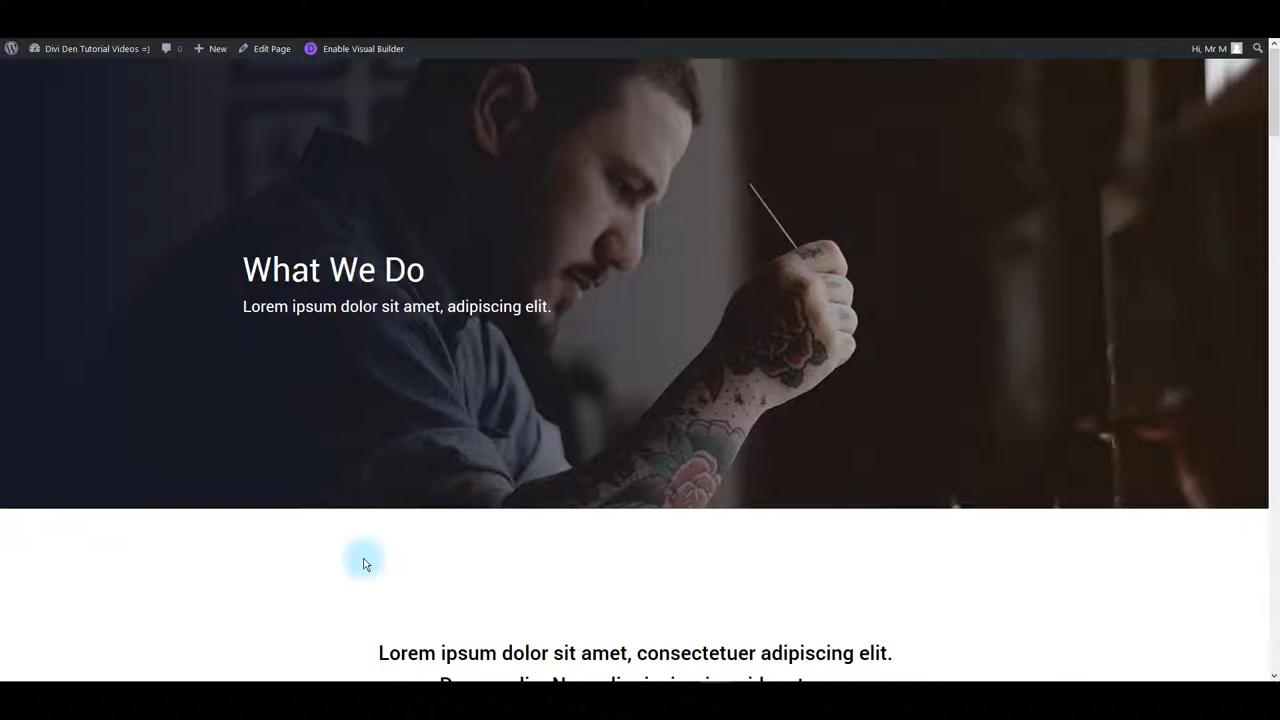 Divi Den Tutorial Videos =) 0 New Edit Page Enable Visual Builder Hi, Mr M
What We Do
Lorem ipsum dolor sit amet, adipiscing elit.
Lorem ipsum dolor sit amet, consectetuer adipiscing elit.